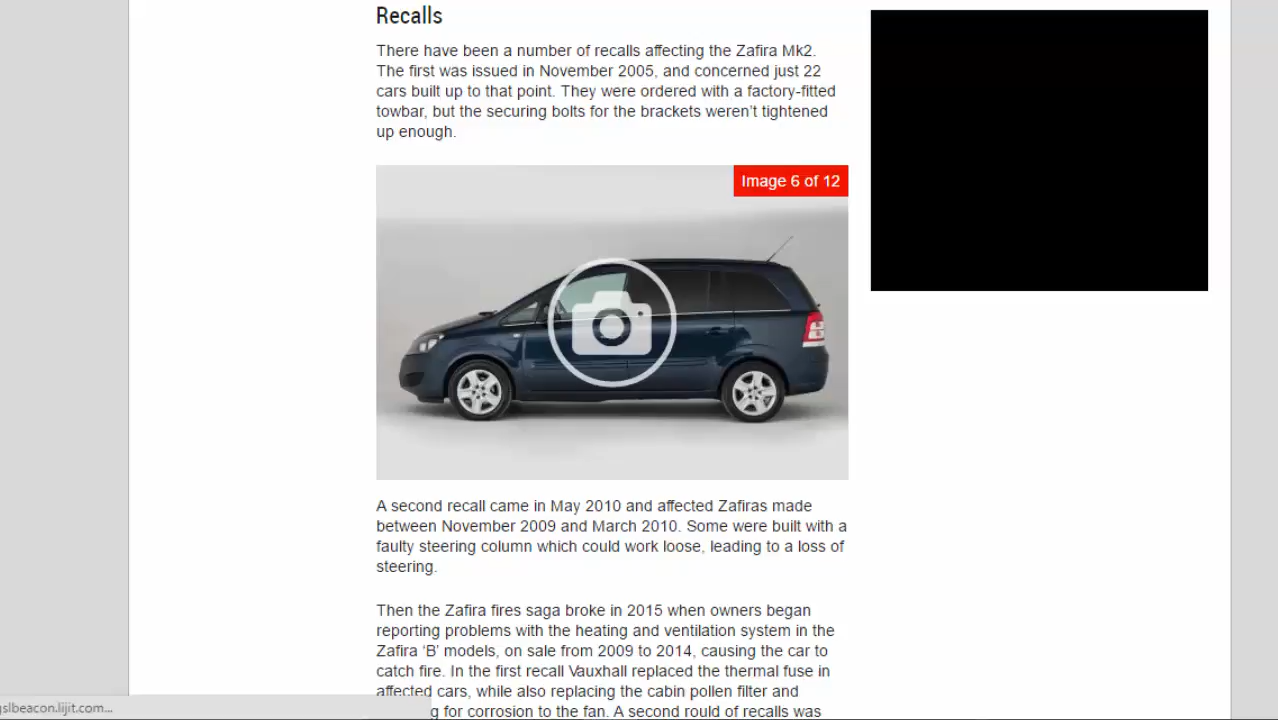 Recalls
There have been a number of recalls affecting the Zafira Mk2.
The first was issued in November 2005, and concerned just 22
cars built up to that point. They were ordered with a factory-fitted
towbar, but the securing bolts for the brackets weren't tightened
up enough.
Image 6 of 12
A second recall came in May 2010 and affected Zafiras made
between November 2009 and March 2010. Some were built with a
faulty steering column which could work loose, leading to a loss of
steering.
Then the Zafira fires saga broke in 2015 when owners began
reporting problems with the heating and ventilation system in the
Zafira ‘B’ models, on sale from 2009 to 2014, causing the car to
catch fire. In the first recall Vauxhall replaced the thermal fuse in
affected cars, while also replacing the cabin pollen filter and
g for corrosion to the fan. A second rould of recalls was
gslbeacon.lijit.com...